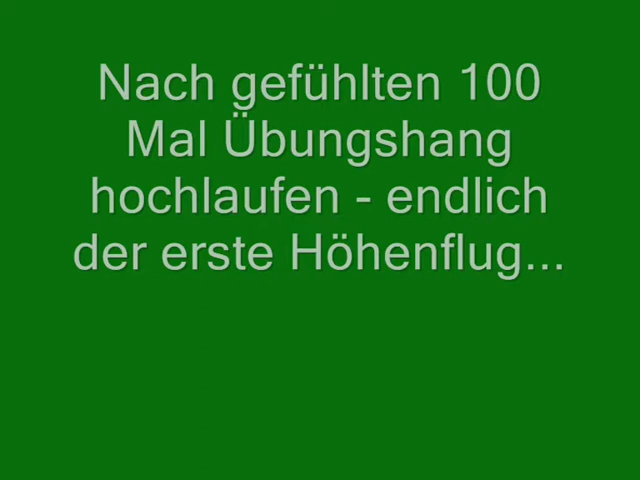 Nach gefühlten 100
Mal Übungshang
hochlaufen - endlich
der erste Höhenflug...